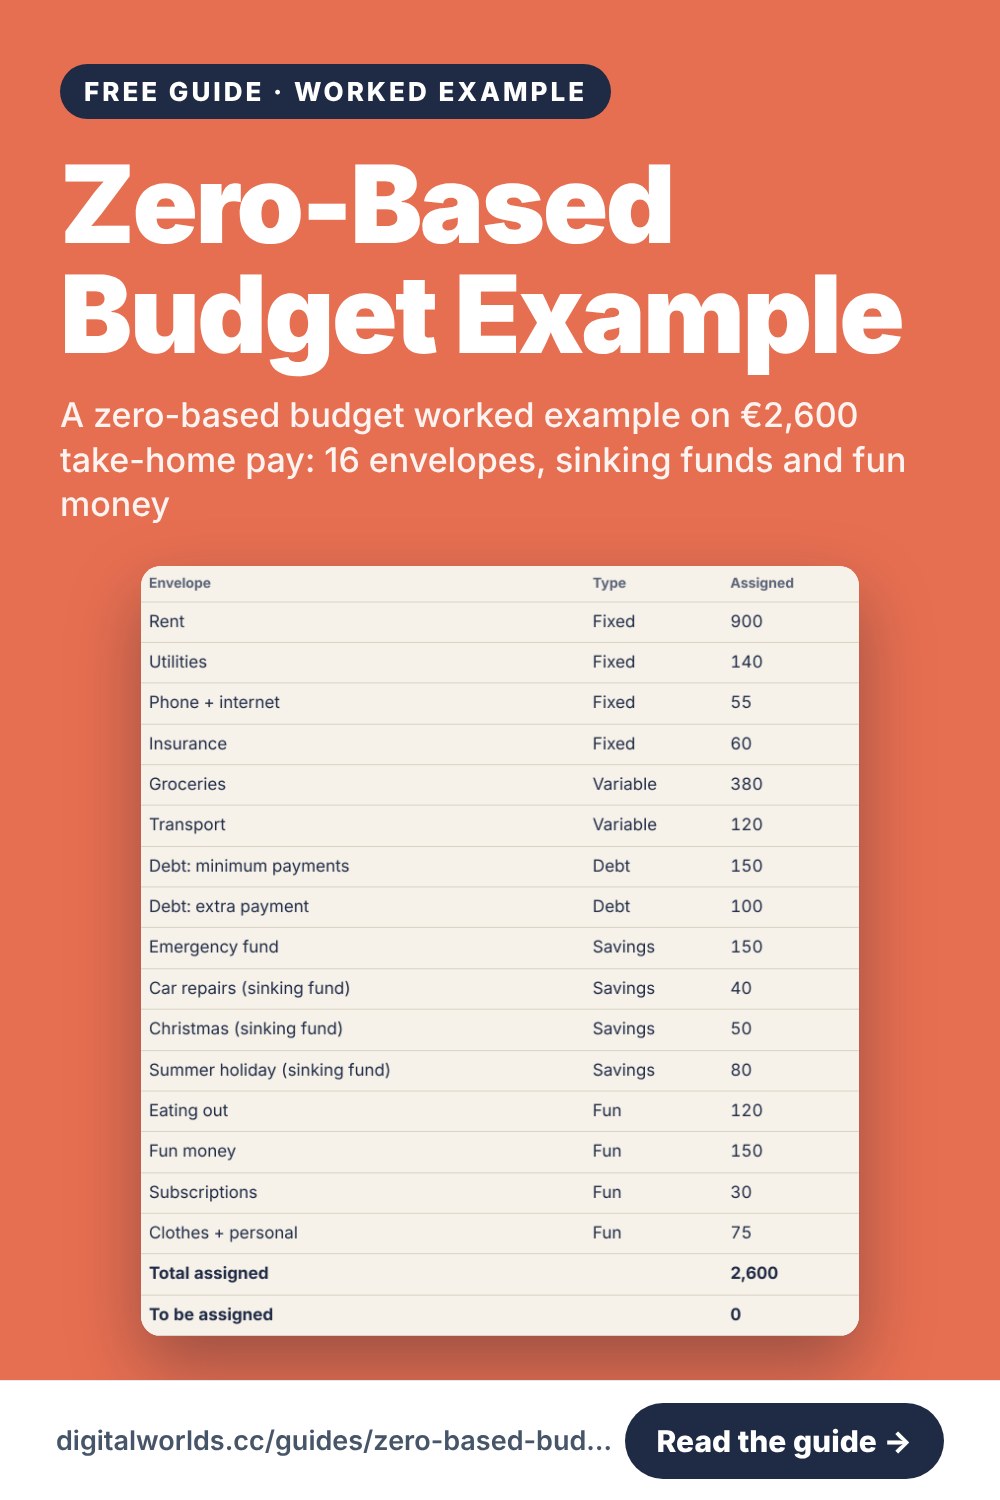 FREE GUIDE · WORKED EXAMPLE
Zero-Based
Budget Example
A zero-based budget worked example on €2,600
take-home pay: 16 envelopes, sinking funds and fun
money
Envelope Type Assigned
Rent Fixed 900
Utilities Fixed 140
Phone + internet Fixed 55
Insurance Fixed 60
Groceries Variable 380
Transport Variable 120
Debt: minimum payments Debt 150
Debt: extra payment Debt 100
Emergency fund Savings 150
Car repairs (sinking fund) Savings 40
Christmas (sinking fund) Savings 50
Summer holiday (sinking fund) Savings 80
Eating out Fun 120
Fun money Fun 150
Subscriptions Fun 30
Clothes + personal Fun 75
Total assigned 2,600
To be assigned 0
digitalworlds.cc/guides/zero-based-bud... Read the guide →